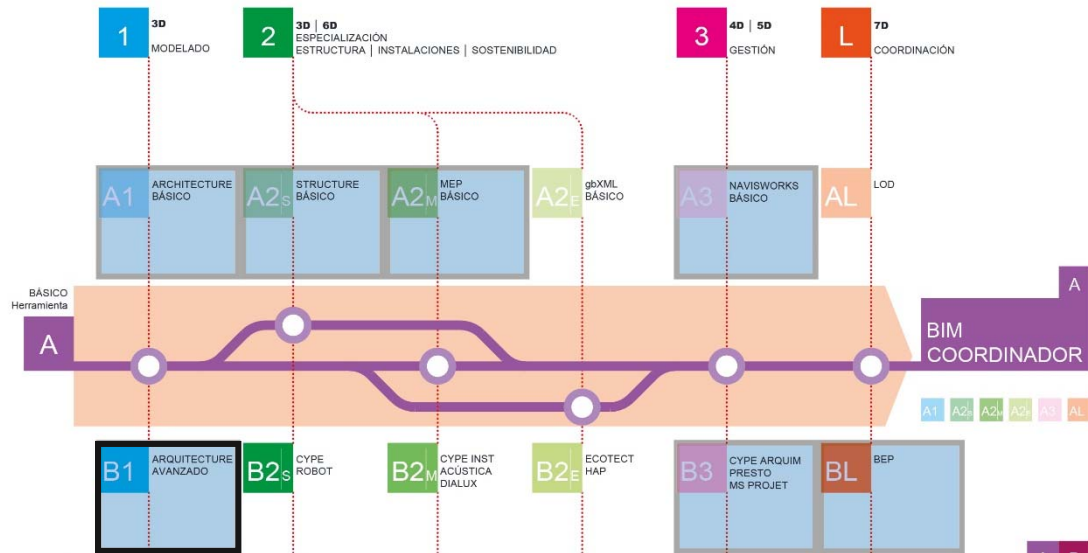 1
3D
MODELADO
2
3D | 6D
ESPECIALIZACIÓN
ESTRUCTURA | INSTALACIONES | SOSTENIBILIDAD
3
4D | 5D
GESTIÓN
L
7D
COORDINACIÓN
A1
ARCHITECTURE
BÁSICO
A2S
STRUCTURE
BÁSICO
A2M
MEP
BÁSICO
A2E
gbXML
BÁSICO
A3
NAVISWORKS
BÁSICO
AL
LOD
BÁSICO
Herramienta
A
A
BIM
COORDINADOR
A1 A2S A2M A2E A3 AL
B1
ARQUITECTURE
AVANZADO
B2S
CYPE
ROBOT
B2M
CYPE INST
ACÚSTICA
DIALUX
B2E
ECOTECT
HAP
B3
CYPE ARQUIM
PRESTO
MS PROJET
BL
BEP